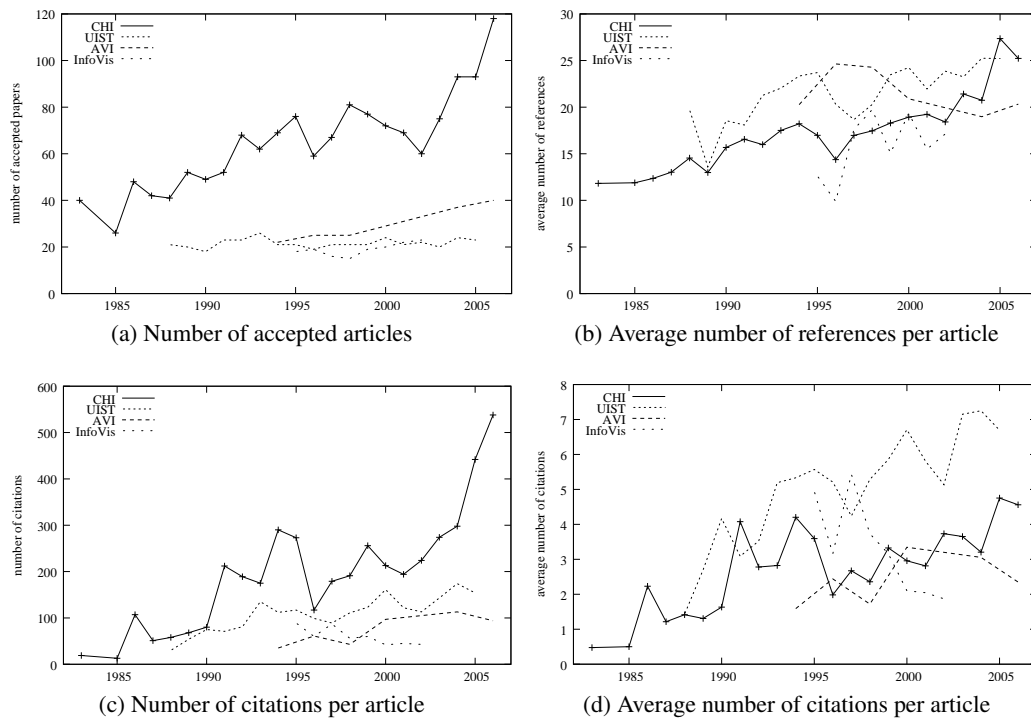 CHI
UIST
AVI
InfoVis
number of accepted papers
0
20
40
60
80
100
120
1985
1990
1995
2000
2005
(a) Number of accepted articles
CHI
UIST
AVI
InfoVis
average number of references
0
5
10
15
20
25
30
1985
1990
1995
2000
2005
(b) Average number of references per article
CHI
UIST
AVI
InfoVis
number of citations
0
100
200
300
400
500
600
1985
1990
1995
2000
2005
(c) Number of citations per article
CHI
UIST
AVI
InfoVis
average number of citations
0
1
2
3
4
5
6
7
8
1985
1990
1995
2000
2005
(d) Average number of citations per article